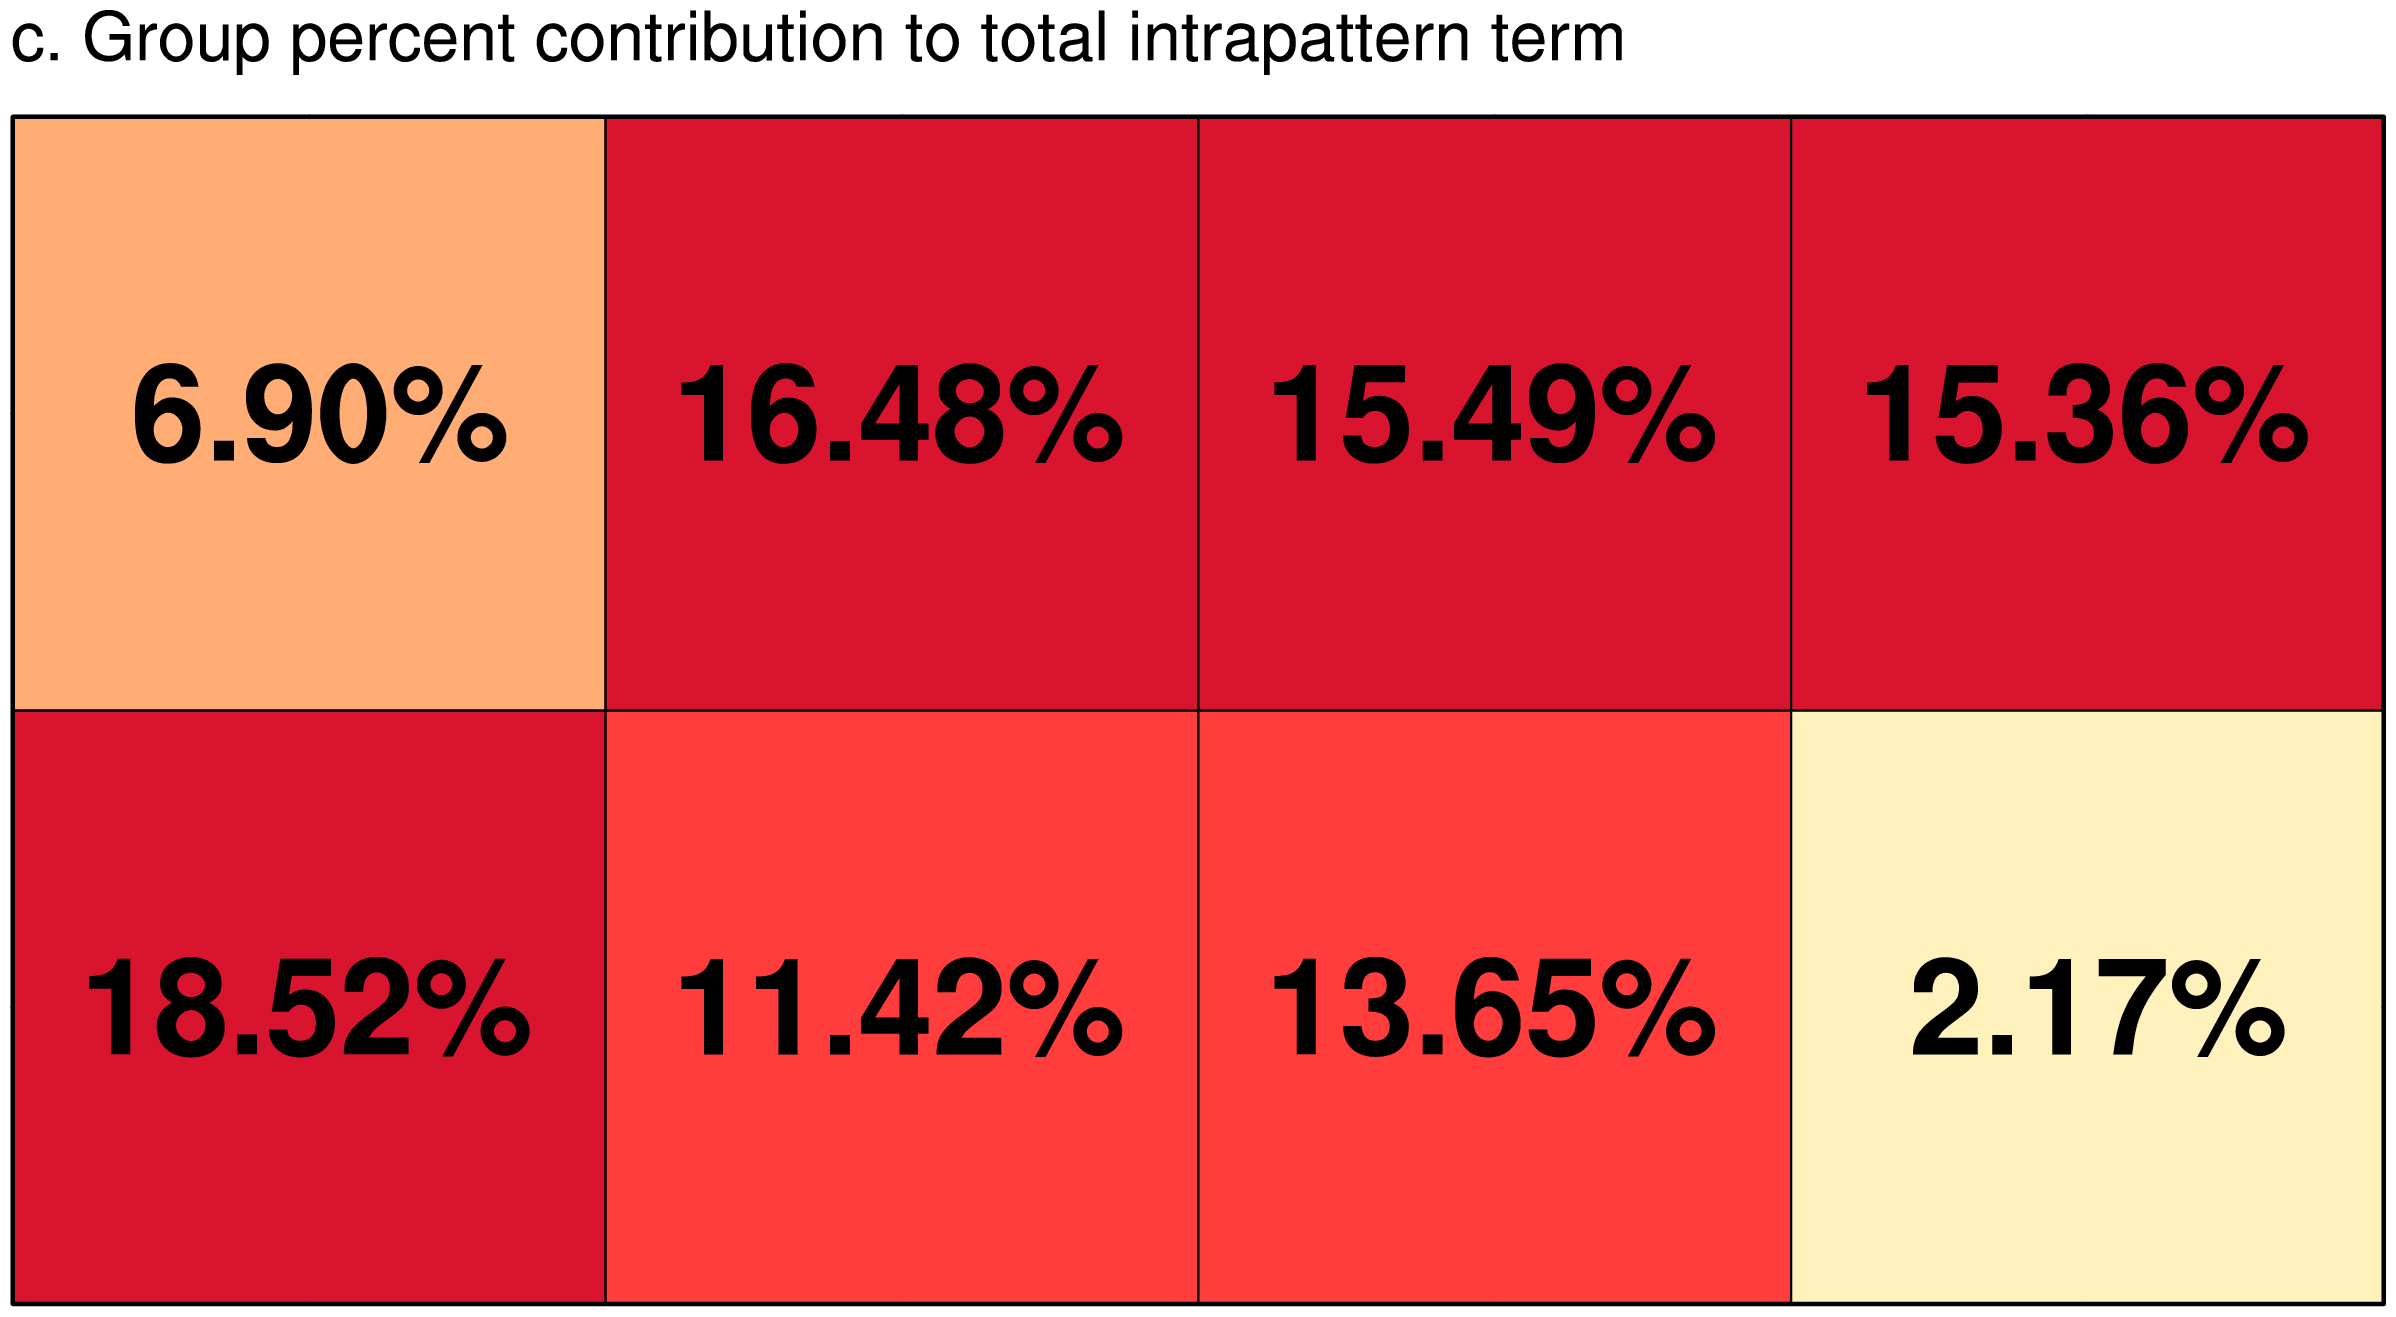 c. Group percent contribution to total intrapattern term
6.90% 16.48% 15.49% 15.36%
18.52% 11.42% 13.65% 2.17%